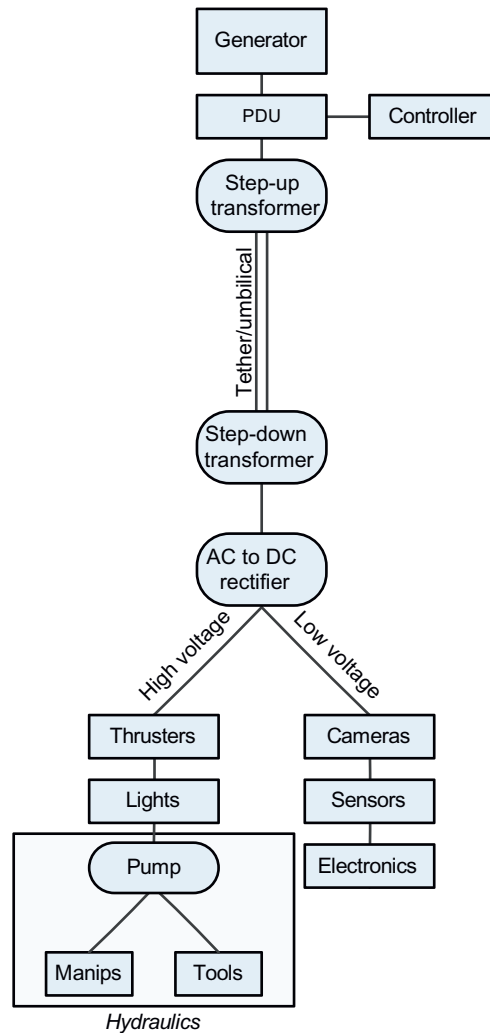 Generator
PDU
Controller
Step-up
transformer
Tether/umbilical
Step-down
transformer
AC to DC
rectifier
High voltage
Low voltage
Thrusters
Cameras
Lights
Sensors
Pump
Electronics
Manips
Tools
Hydraulics